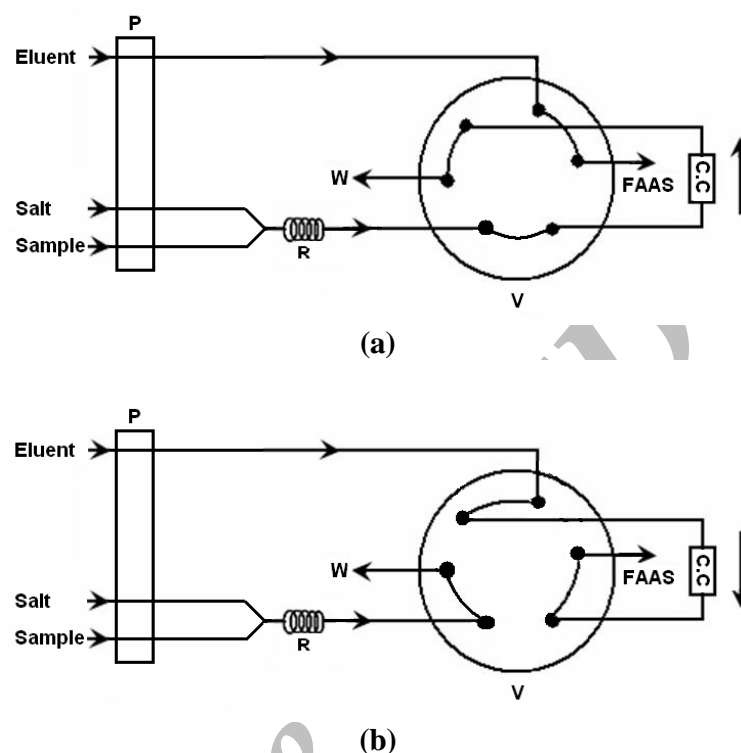 P
Eluent
W
FAAS
C.C
Salt
Sample
R
V
(a)
P
Eluent
W
FAAS
C.C
Salt
Sample
R
V
(b)